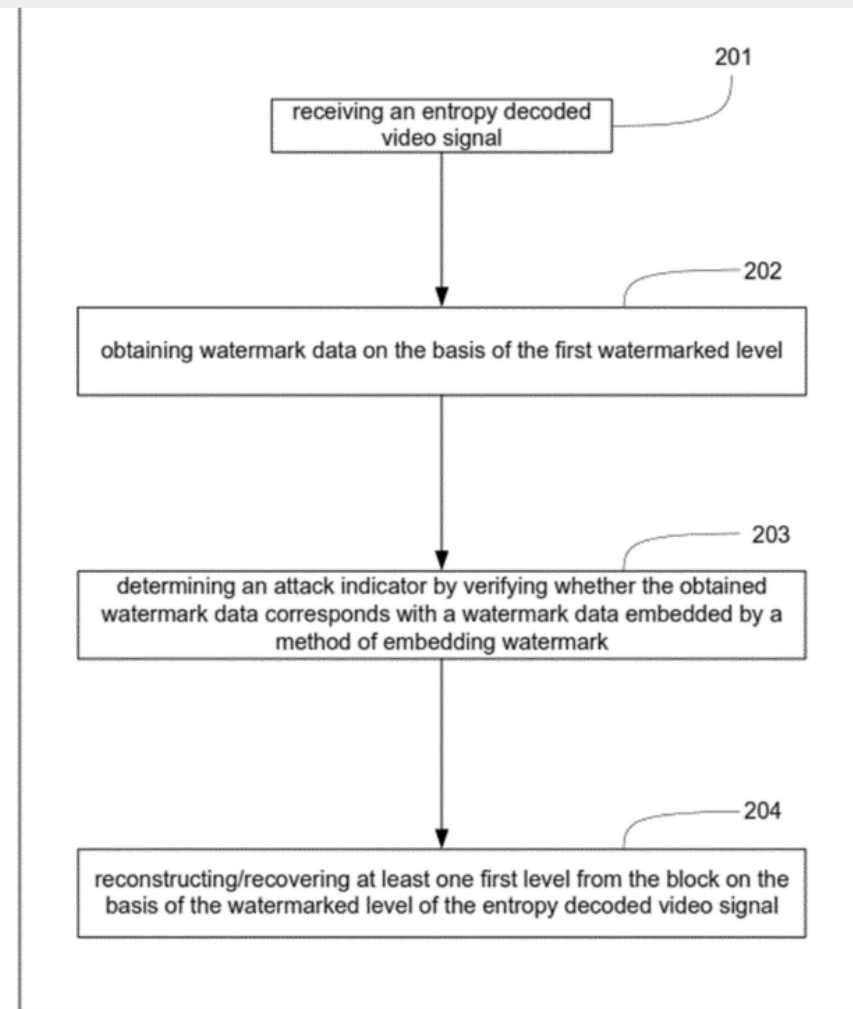 201
receiving an entropy decoded
video signal
202
obtaining watermark data on the basis of the first watermarked level
203
determining an attack indicator by verifying whether the obtained
watermark data corresponds with a watermark data embedded by a
method of embedding watermark
204
reconstructing/recovering at least one first level from the block on the
basis of the watermarked level of the entropy decoded video signal